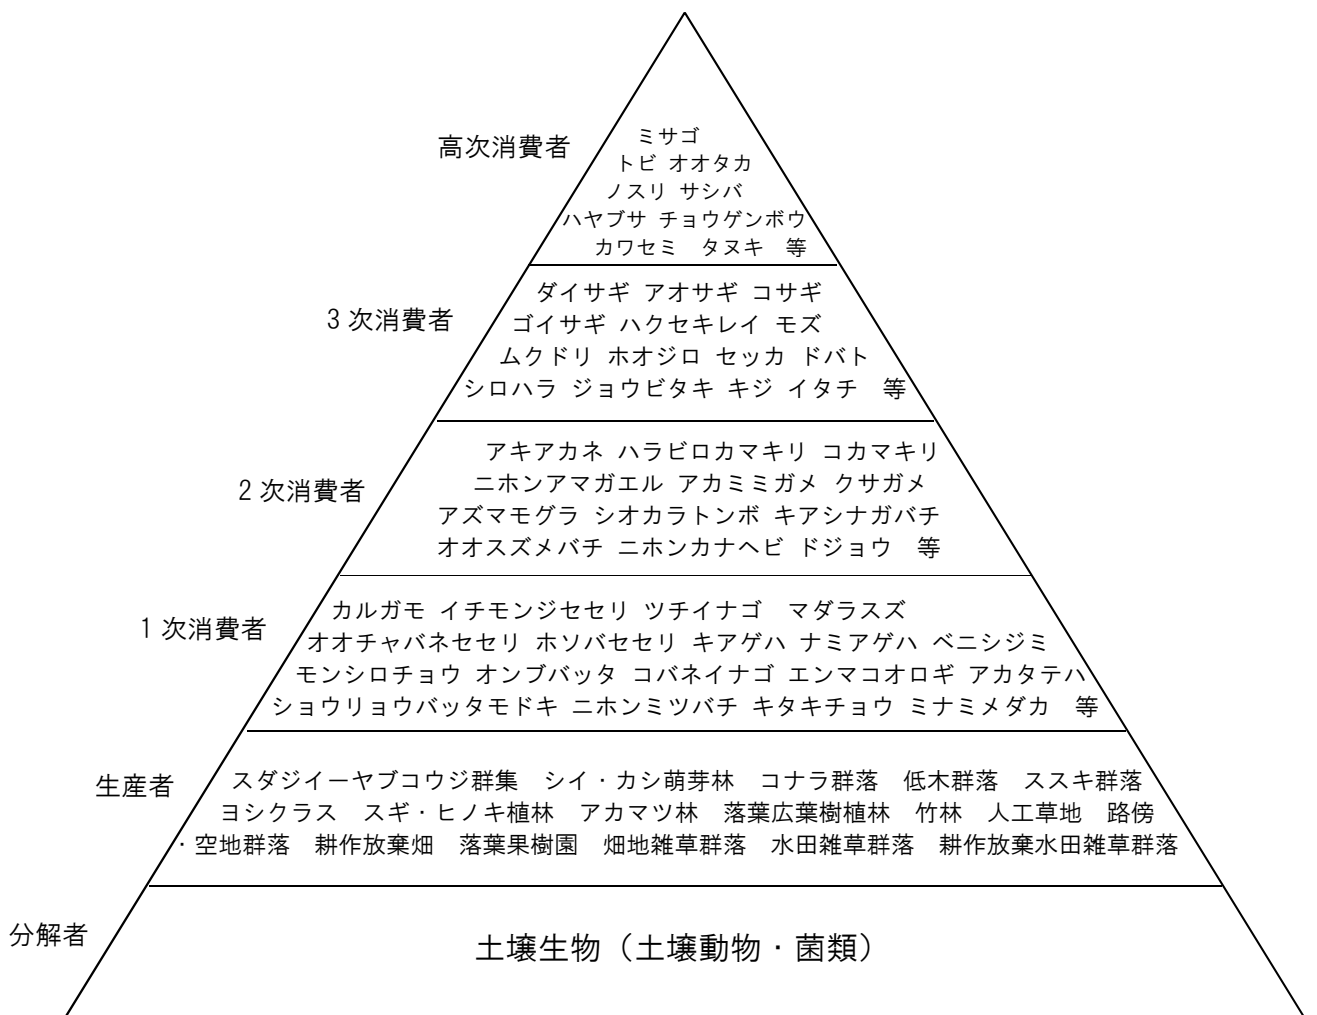 高次消費者
ミサゴ
トビ オオタカ
ノスリ サシバ
ハヤブサ チョウゲンボウ
カワセミ　タヌキ　等
3次消費者
ダイサギ アオサギ コサギ
ゴイサギ ハクセキレイ モズ
ムクドリ ホオジロ セッカ ドバト
シロハラ ジョウビタキ キジ イタチ　等
2次消費者
アキアカネ ハラビロカマキリ コカマキリ
ニホンアマガエル アカミミガメ クサガメ
アズマモグラ シオカラトンボ キアシナガバチ
オオスズメバチ ニホンカナヘビ ドジョウ　等
1次消費者
カルガモ イチモンジセセリ ツチイナゴ　マダラスズ
オオチャバネセセリ ホソバセセリ キアゲハ ナミアゲハ ベニシジミ
モンシロチョウ オンブバッタ コバネイナゴ エンマコオロギ アカタテハ
ショウリョウバッタモドキ ニホンミツバチ キタキチョウ ミナミメダカ　等
生産者
スダジイーヤブコウジ群集　シイ・カシ萌芽林　コナラ群落　低木群落　ススキ群落
ヨシクラス　スギ・ヒノキ植林　アカマツ林　落葉広葉樹植林　竹林　人工草地　路傍
・空地群落　耕作放棄畑　落葉果樹園　畑地雑草群落　水田雑草群落　耕作放棄水田雑草群落
分解者
土壌生物（土壌動物・菌類）